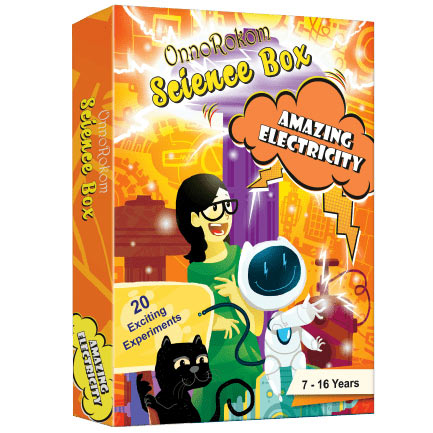 OnnoRokom
Science Box
AMAZING
ELECTRICITY
20
Exciting
Experiments
7 - 16 Years
OnnoRokom
Science Box
AMAZING
ELECTRICITY